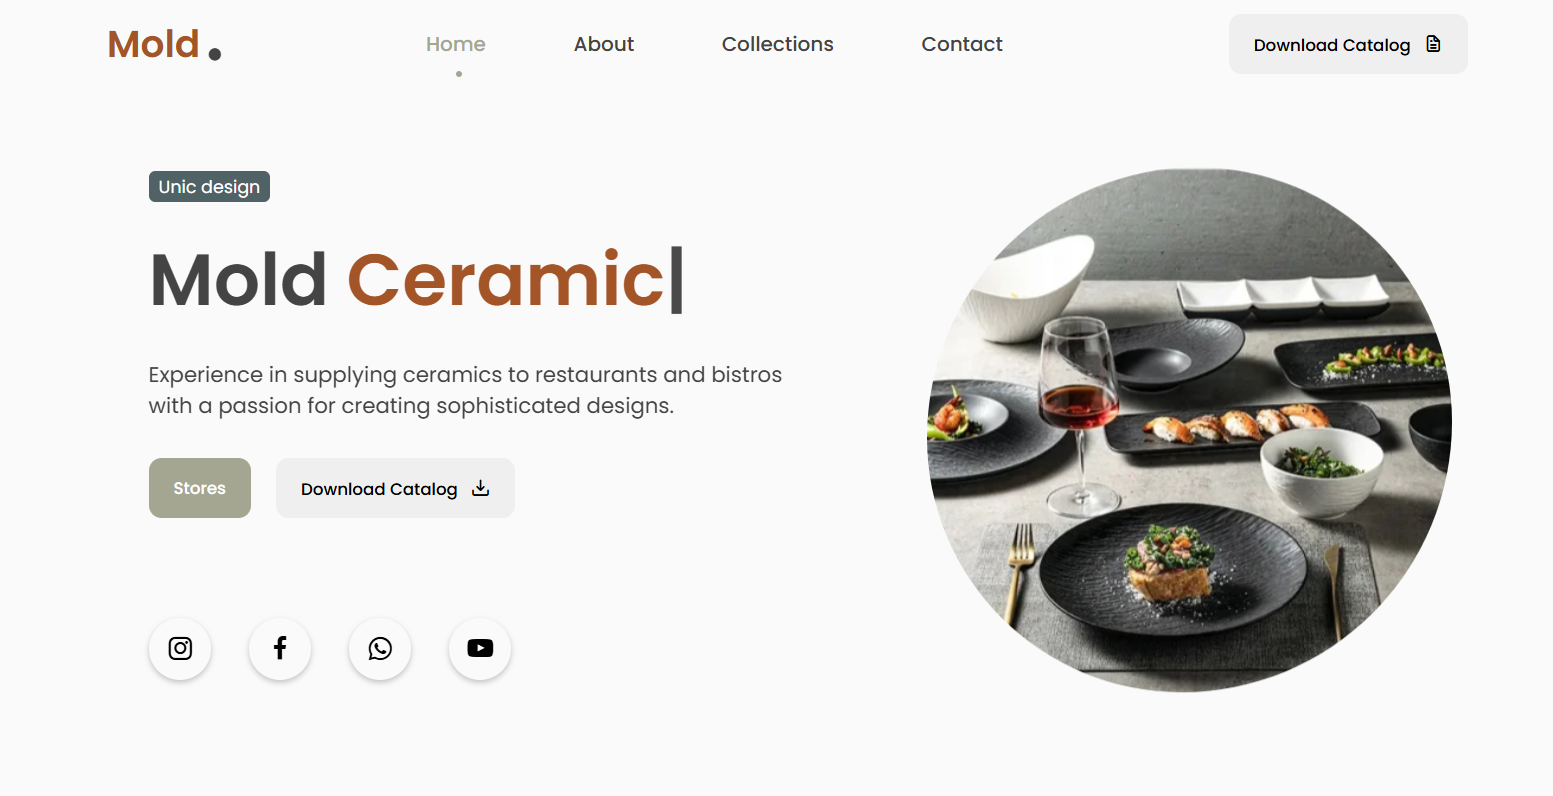 Mold.
Home
About
Collections
Contact
Download Catalog
Unic design
Mold Ceramic|
Experience in supplying ceramics to restaurants and bistros
with a passion for creating sophisticated designs.
Stores
Download Catalog